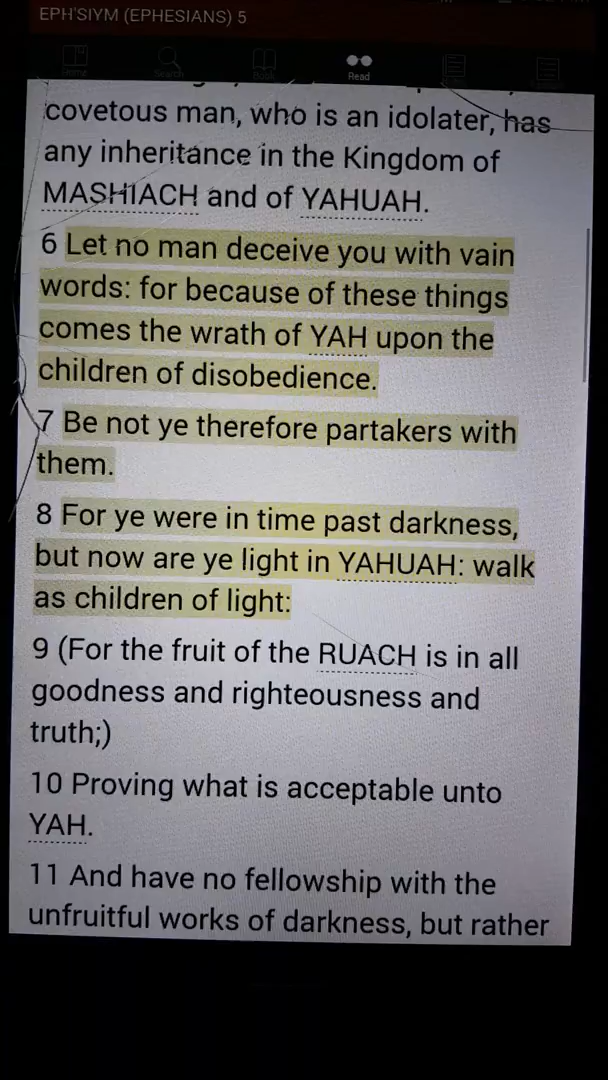 EPH'SIYM (EPHESIANS) 5
Search
Book
Read
covetous man, who is an idolater, has
any inheritance in the Kingdom of
MASHIACH and of YAHUAH.
6 Let no man deceive you with vain
words: for because of these things
comes the wrath of YAH upon the
children of disobedience.
7 Be not ye therefore partakers with
them.
8 For ye were in time past darkness,
but now are ye light in YAHUAH: walk
as children of light:
9 (For the fruit of the RUACH is in all
goodness and righteousness and
truth;)
10 Proving what is acceptable unto
YAH.
11 And have no fellowship with the
unfruitful works of darkness, but rather